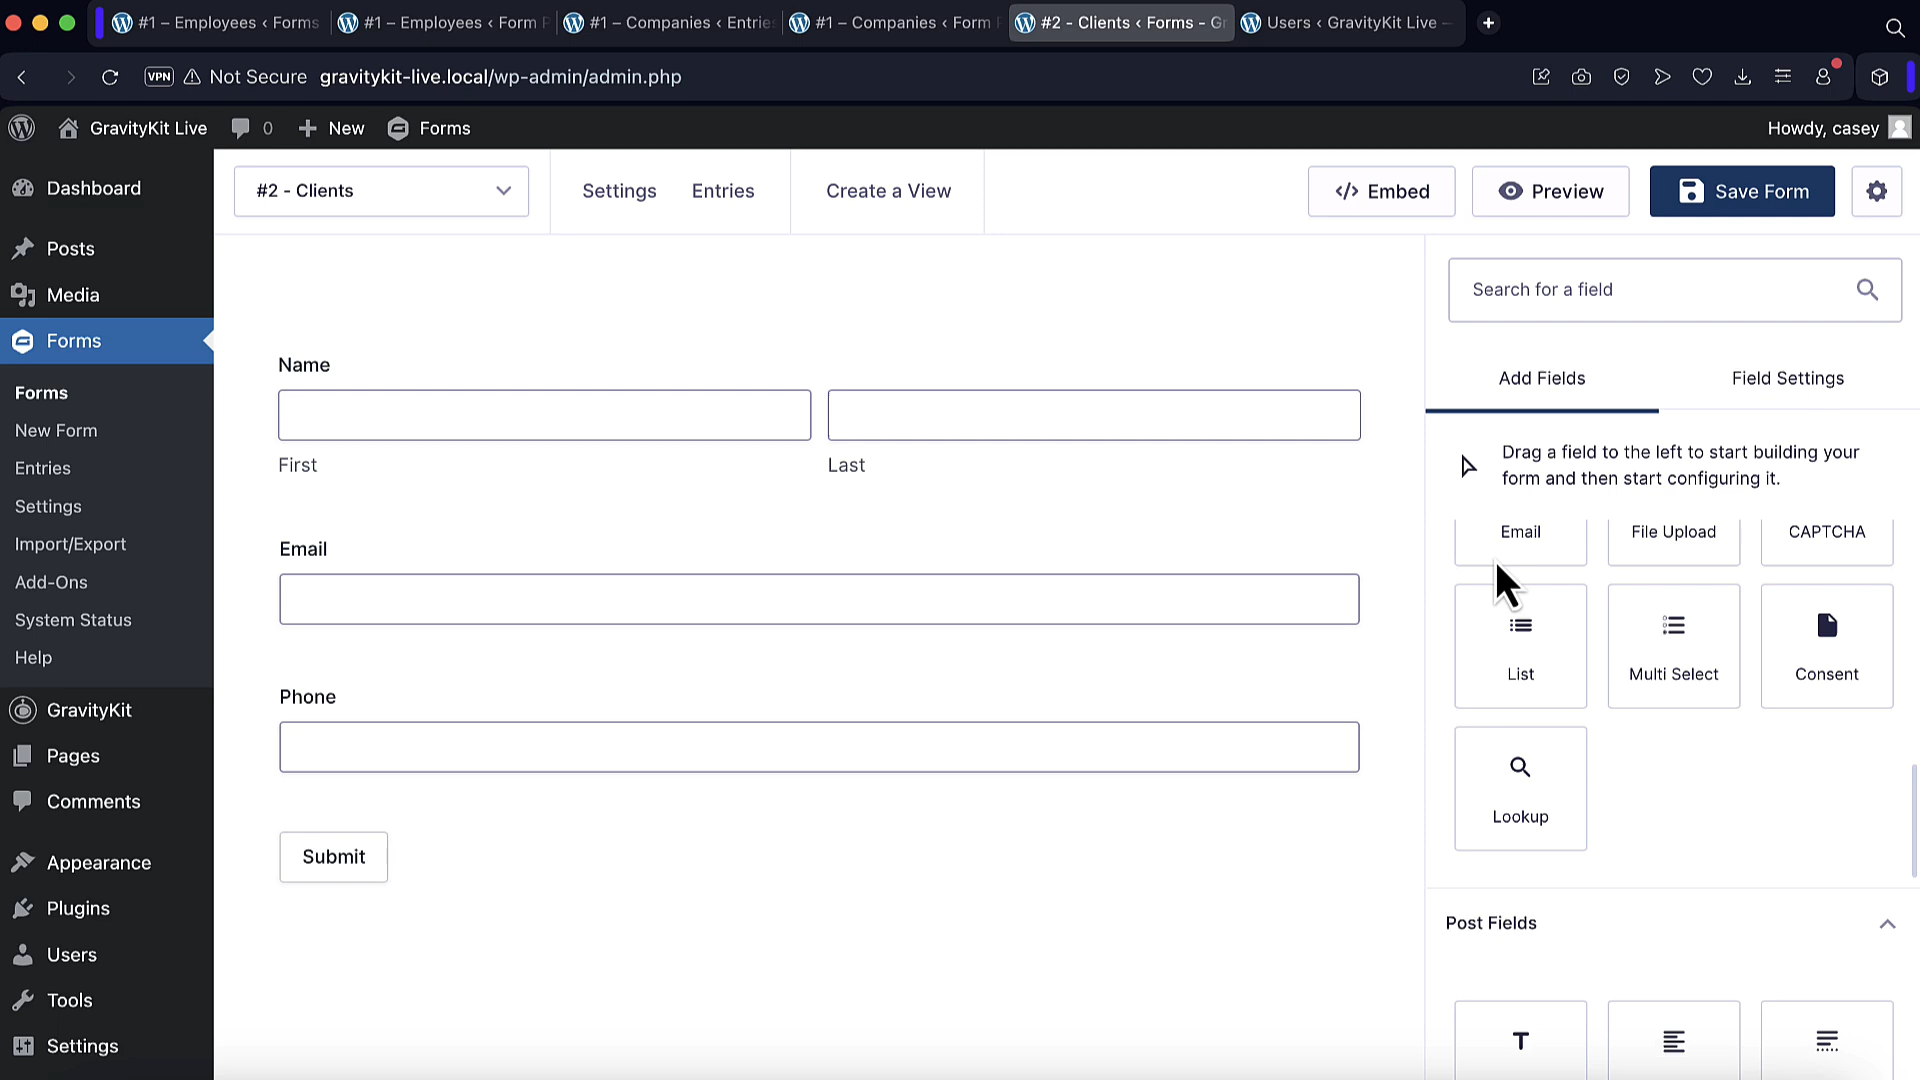 #1 – Employees ‹ Forms
#1 – Employees ‹ Form P
#1 – Companies ‹ Entries
#1 – Companies ‹ Form
#2 - Clients ‹ Forms - Gr
Users ‹ GravityKit Live –
VPN
Not Secure
gravitykit-live.local/wp-admin/admin.php
GravityKit Live
0
New
Forms
Howdy, casey
Dashboard
Posts
Media
Forms
Forms
New Form
Entries
Settings
Import/Export
Add-Ons
System Status
Help
GravityKit
Pages
Comments
Appearance
Plugins
Users
Tools
Settings
#2 - Clients
Settings
Entries
Create a View
Embed
Preview
Save Form
Name
First
Last
Email
Phone
Submit
Search for a field
Add Fields
Field Settings
Drag a field to the left to start building your
form and then start configuring it.
Email
File Upload
CAPTCHA
List
Multi Select
Consent
Lookup
Post Fields